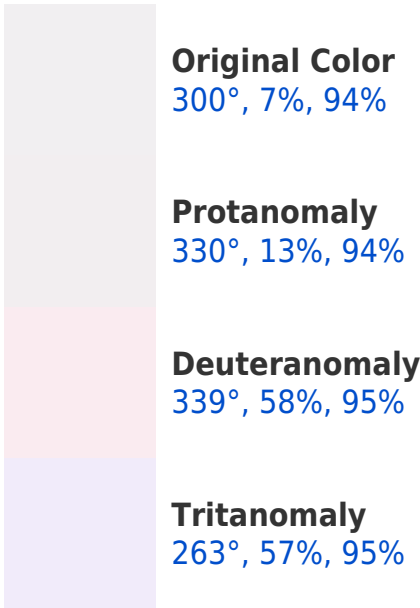 Original Color
300°, 7%, 94%
Protanomaly
330°, 13%, 94%
Deuteranomaly
339°, 58%, 95%
Tritanomaly
263°, 57%, 95%